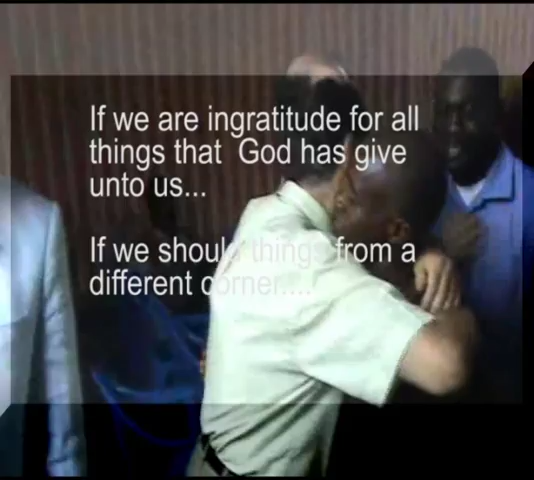 If we are ingratitude for all
things that God has give
unto us...
If we should things from a
different corner....